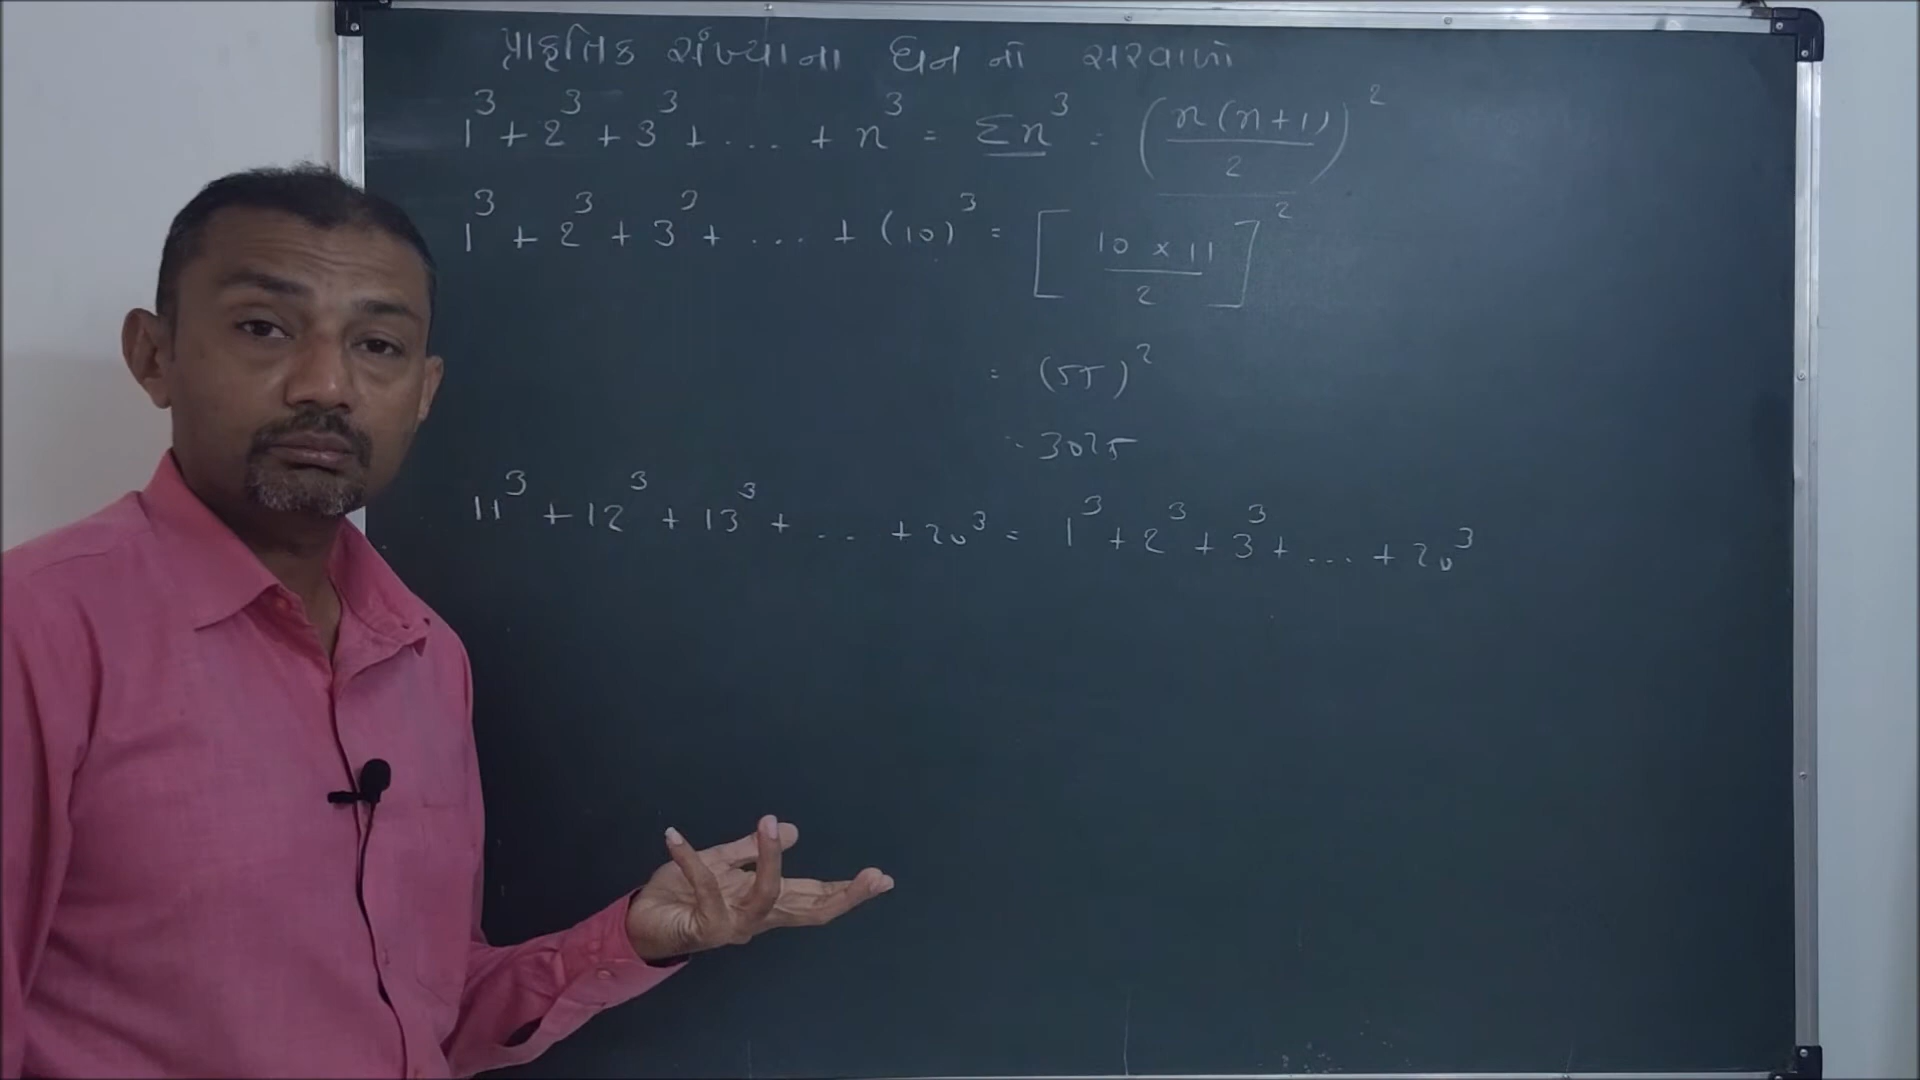 પ્રાકૃતિક સંખ્યાના ઘન નો સરવાળો
1³ + 2³ + 3³ + ... + n³ = Σn³ = (n(n+1)/2)²
1³ + 2³ + 3³ + ... + (10)³ = [10 × 11/2]²
= (55)²
= 3025
11³ + 12³ + 13³ + ... + 20³ = 1³ + 2³ + 3³ + ... + 20³